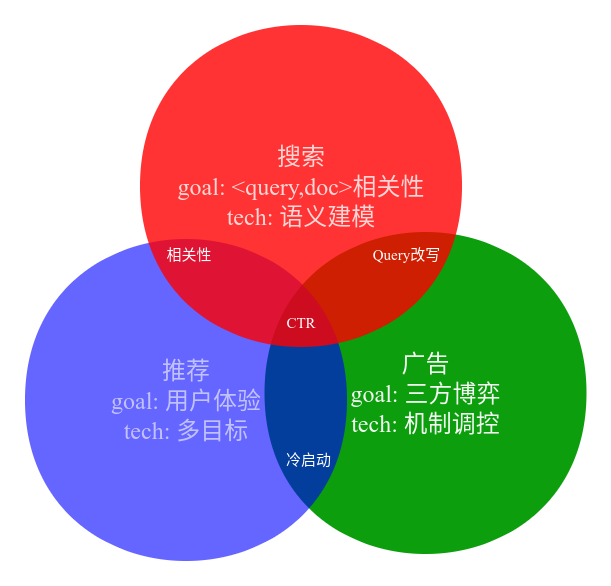 搜索
goal: <query,doc>相关性
tech: 语义建模
相关性
Query改写
CTR
推荐
goal: 用户体验
tech: 多目标
广告
goal: 三方博弈
tech: 机制调控
冷启动